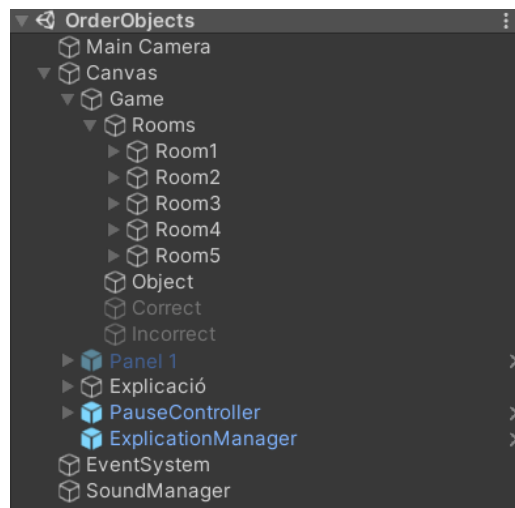 OrderObjects
Main Camera
Canvas
Game
Rooms
Room1
Room2
Room3
Room4
Room5
Object
Correct
Incorrect
Panel 1
Explicació
PauseController
ExplicationManager
EventSystem
SoundManager